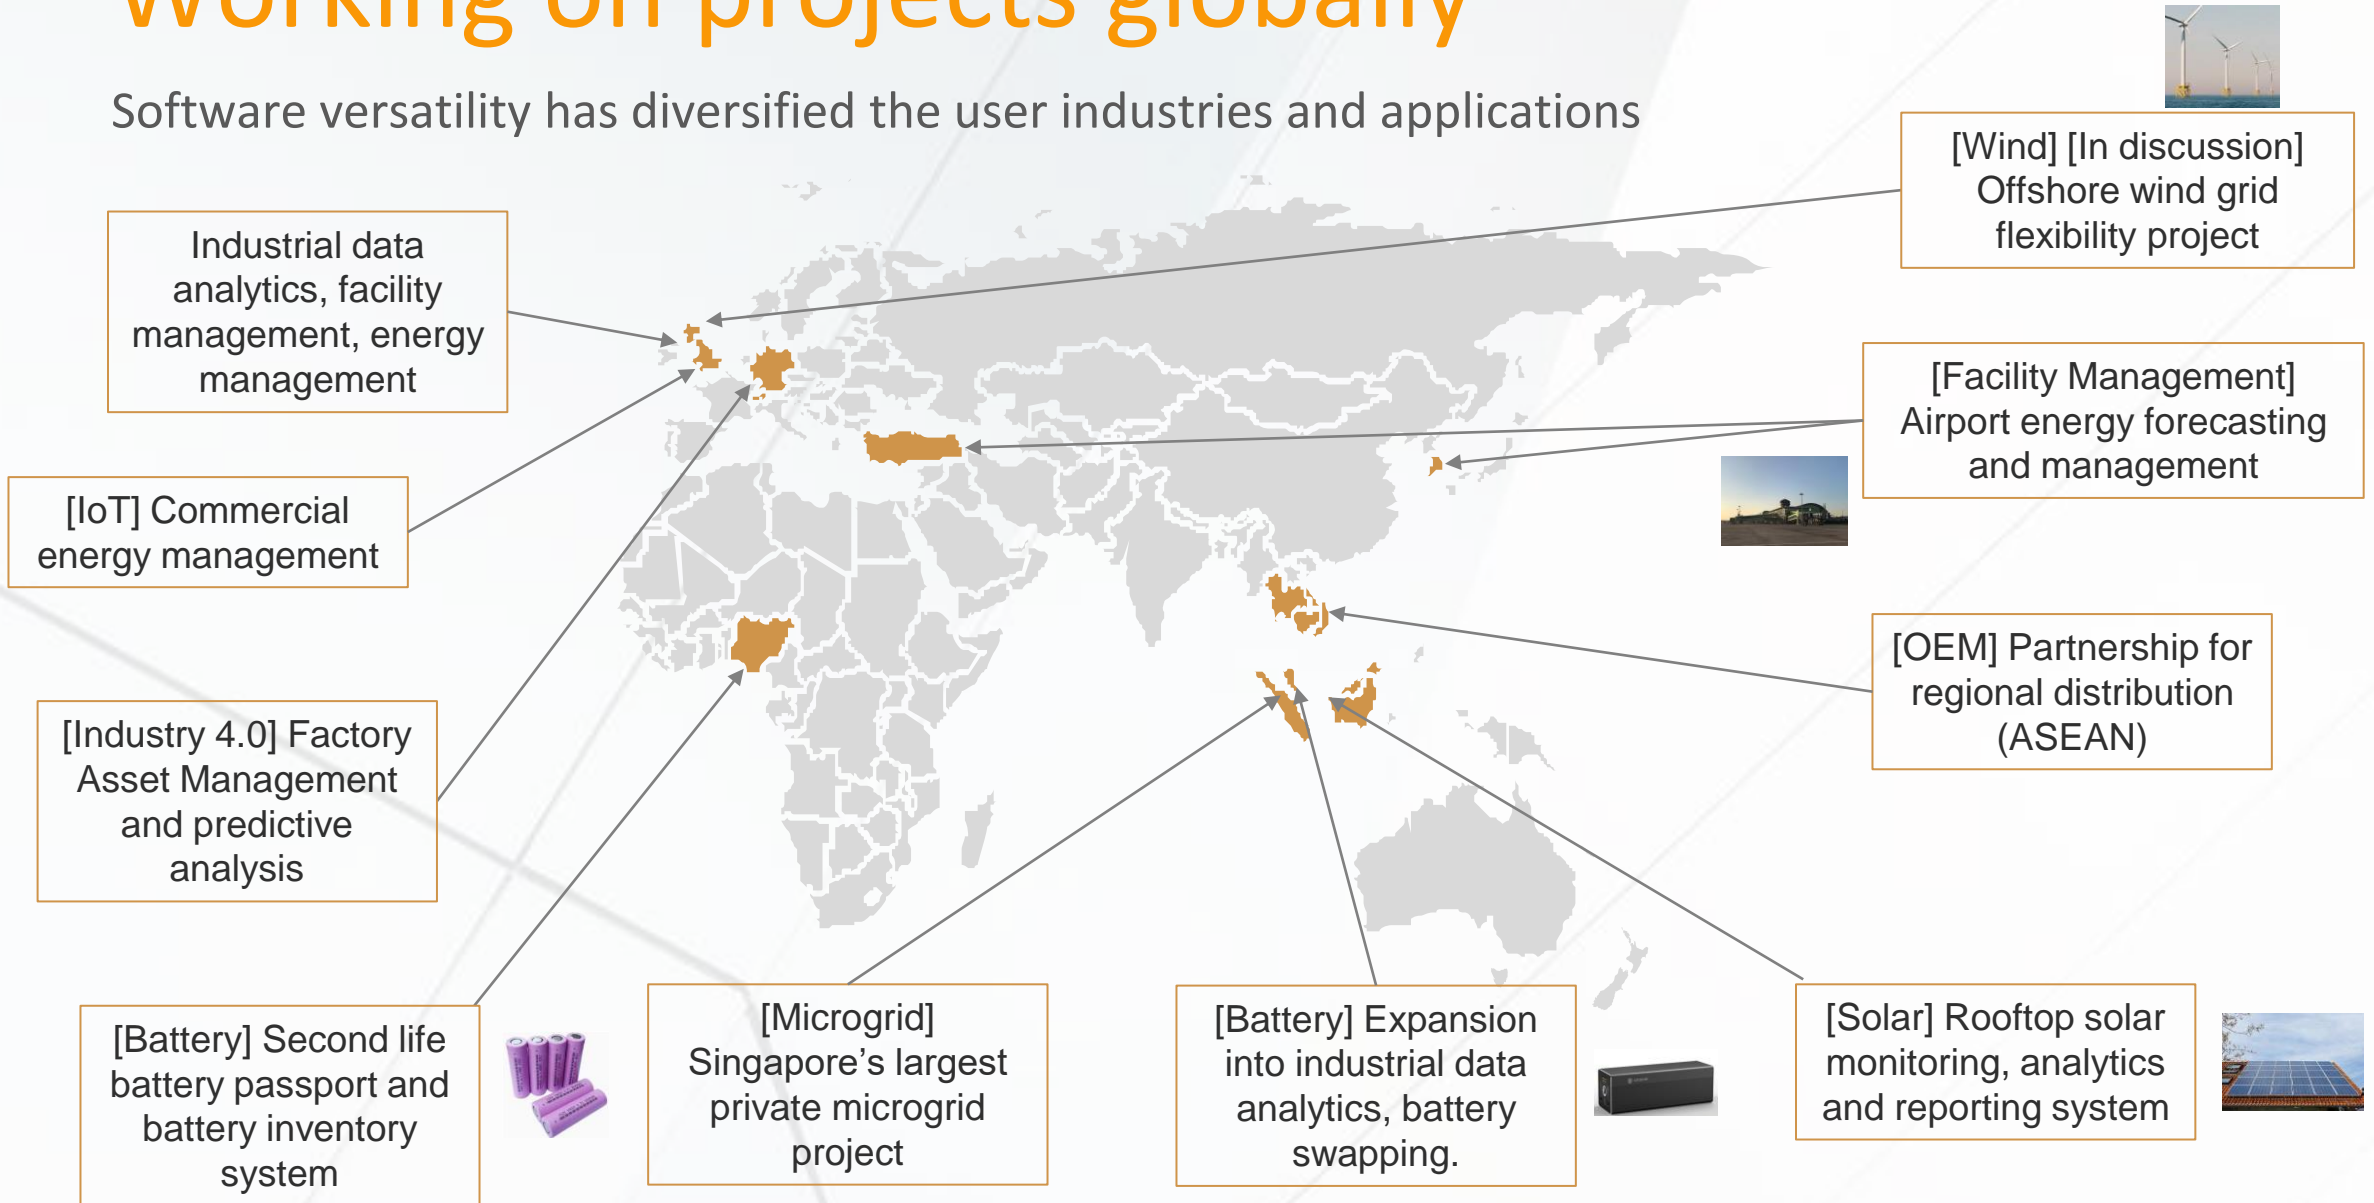 Working on projects globally
Software versatility has diversified the user industries and applications
[Wind] [In discussion]
Offshore wind grid
flexibility project
Industrial data
analytics, facility
management, energy
management
[Facility Management]
Airport energy forecasting
and management
[IoT] Commercial
energy management
[OEM] Partnership for
regional distribution
(ASEAN)
[Industry 4.0] Factory
Asset Management
and predictive
analysis
[Battery] Second life
battery passport and
battery inventory
system
[Microgrid]
Singapore’s largest
private microgrid
project
[Battery] Expansion
into industrial data
analytics, battery
swapping.
[Solar] Rooftop solar
monitoring, analytics
and reporting system